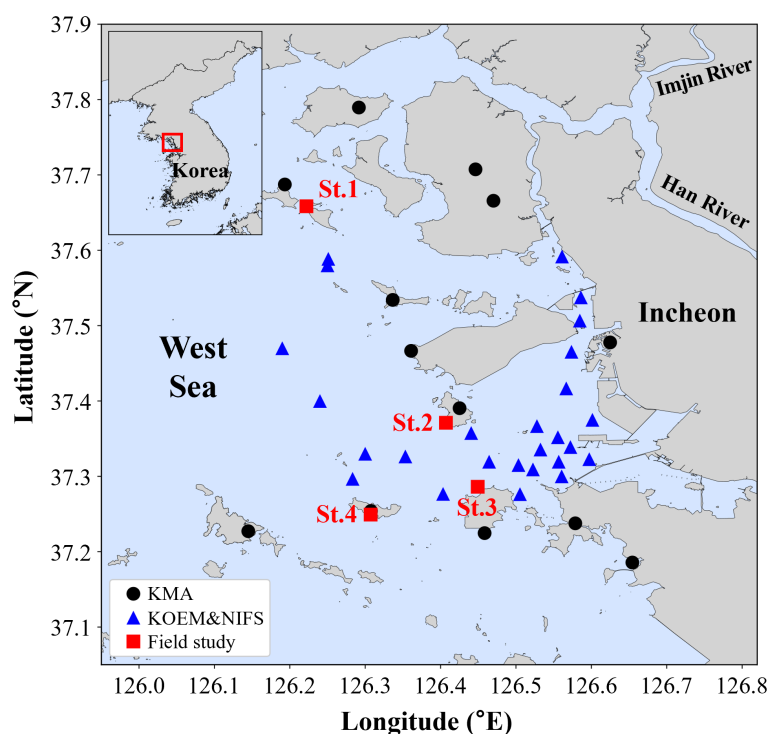 37.9
37.8
37.7
37.6
37.5
37.4
37.3
37.2
37.1
Latitude (°N)
Korea
Imjin River
Han River
St.1
Incheon
West
Sea
St.2
St.3
St.4
KMA
KOEM&NIFS
Field study
126.0 126.1 126.2 126.3 126.4 126.5 126.6 126.7 126.8
Longitude (°E)